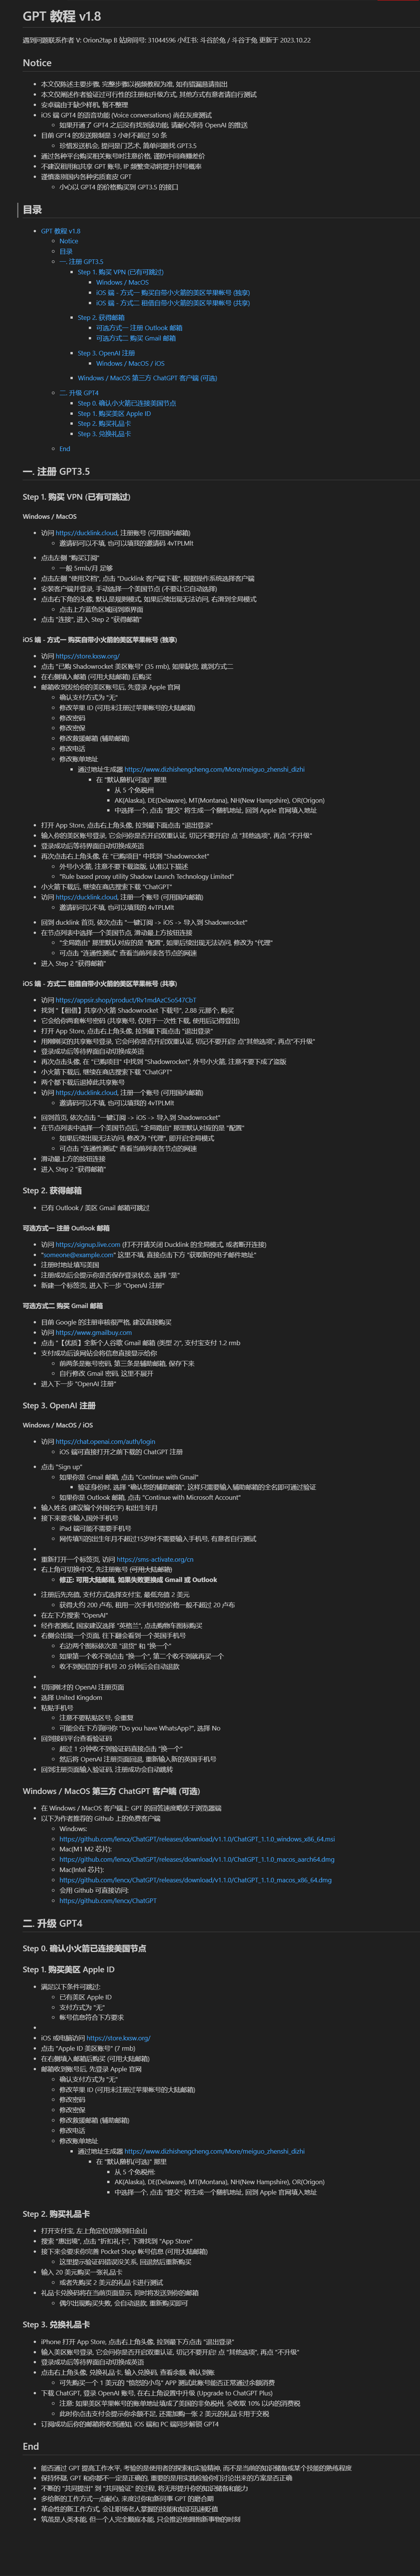 GPT 教程 v1.8
遇到问题联系作者 V: Orion2tap B 站房间号: 31044596 小红书: 斗谷於兔 / 斗谷于兔 更新于 2023.10.22
Notice
本文仅陈述主要步骤, 完整步骤以视频教程为准, 如有错漏恳请指出
本文仅阐述作者验证过可行性的注册和升级方式, 其他方式有意者请自行测试
安卓端由于缺少样机, 暂不整理
iOS 端 GPT4 的语音功能 (Voice conversations) 尚在灰度测试
如果开通了 GPT4 之后没有找到该功能, 请耐心等待 OpenAI 的推送
目前 GPT4 的发送限制是 3 小时不超过 50 条
珍惜发送机会, 提问是门艺术, 简单问题找 GPT3.5
通过各种平台购买相关账号时注意价格, 谨防中间商赚差价
不建议租用和共享 GPT 账号, IP 频繁变动将提升封号概率
谨慎鉴别国内各种劣质套皮 GPT
小心以 GPT4 的价格购买到 GPT3.5 的接口
目录
GPT 教程 v1.8
Notice
目录
一. 注册 GPT3.5
Step 1. 购买 VPN (已有可跳过)
Windows / MacOS
iOS 端 - 方式一 购买自带小火箭的美区苹果帐号 (独享)
iOS 端 - 方式二 租借自带小火箭的美区苹果帐号 (共享)
Step 2. 获得邮箱
可选方式一 注册 Outlook 邮箱
可选方式二 购买 Gmail 邮箱
Step 3. OpenAI 注册
Windows / MacOS / iOS
Windows / MacOS 第三方 ChatGPT 客户端 (可选)
二. 升级 GPT4
Step 0. 确认小火箭已连接美国节点
Step 1. 购买美区 Apple ID
Step 2. 购买礼品卡
Step 3. 兑换礼品卡
End
一. 注册 GPT3.5
Step 1. 购买 VPN (已有可跳过)
Windows / MacOS
访问 https://ducklink.cloud, 注册账号 (可用国内邮箱)
邀请码可以不填, 也可以填我的邀请码 4vTPLMlt
点击左侧 "购买订阅"
一般 5rmb/月 足够
点击左侧 "使用文档", 点击 "Ducklink 客户端下载", 根据操作系统选择客户端
安装客户端并登录, 手动选择一个美国节点 (不要让它自动选择)
点击右下角的头像, 默认是规则模式, 如果后续出现无法访问, 右滑到全局模式
点击上方蓝色区域回到原界面
点击 "连接", 进入 Step 2 "获得邮箱"
iOS 端 - 方式一 购买自带小火箭的美区苹果帐号 (独享)
访问 https://store.kxsw.org/
点击 "已购 Shadowrocket 美区账号" (35 rmb), 如果缺货, 跳到方式二
在右侧填入邮箱 (可用大陆邮箱) 后购买
邮箱收到发给你的美区账号后, 先登录 Apple 官网
确认支付方式为 "无"
修改苹果 ID (可用未注册过苹果帐号的大陆邮箱)
修改密码
修改密保
修改救援邮箱 (辅助邮箱)
修改电话
修改账单地址
通过地址生成器 https://www.dizhishengcheng.com/More/meiguo_zhenshi_dizhi
在 "默认随机(可选)" 那里
从 5 个免税州
AK(Alaska), DE(Delaware), MT(Montana), NH(New Hampshire), OR(Origon)
中选择一个, 点击 "提交" 将生成一个随机地址, 回到 Apple 官网填入地址
打开 App Store, 点击右上角头像, 拉到最下面点击 "退出登录"
输入你的美区账号登录, 它会问你是否开启双重认证, 切记不要开启! 点 "其他选项", 再点 "不升级"
登录成功后等待界面自动切换成英语
再次点击右上角头像, 在 "已购项目" 中找到 "Shadowrocket"
外号小火箭, 注意不要下载盗版, 认准以下描述
"Rule based proxy utility Shadow Launch Technology Limited"
小火箭下载后, 继续在商店搜索下载 "ChatGPT"
访问 https://ducklink.cloud, 注册一个账号 (可用国内邮箱)
邀请码可以不填, 也可以填我的 4vTPLMlt
回到 ducklink 首页, 依次点击 "一键订阅 -> iOS -> 导入到 Shadowrocket"
在节点列表中选择一个美国节点, 滑动最上方按钮连接
"全局路由" 那里默认对应的是 "配置", 如果后续出现无法访问, 修改为 "代理"
可点击 "连通性测试" 查看当前列表各节点的网速
进入 Step 2 "获得邮箱"
iOS 端 - 方式二 租借自带小火箭的美区苹果帐号 (共享)
访问 https://appsir.shop/product/Rx1mdAzC5oS47CbT
找到 "【租借】共享小火箭 Shadowrocket 下载号", 2.88 元那个, 购买
它会给你两套帐号密码 (共享账号, 仅用于一次性下载, 使用后记得登出)
打开 App Store, 点击右上角头像, 拉到最下面点击 "退出登录"
用刚刚买的共享账号登录, 它会问你是否开启双重认证, 切记不要开启! 点"其他选项", 再点"不升级"
登录成功后等待界面自动切换成英语
再次点击头像, 在 "已购项目" 中找到 "Shadowrocket", 外号小火箭, 注意不要下成了盗版
小火箭下载后, 继续在商店搜索下载 "ChatGPT"
两个都下载后退掉此共享账号
访问 https://ducklink.cloud, 注册一个账号 (可用国内邮箱)
邀请码可以不填, 也可以填我的 4vTPLMlt
回到首页, 依次点击 "一键订阅 -> iOS -> 导入到 Shadowrocket"
在节点列表中选择一个美国节点后, "全局路由" 那里默认对应的是 "配置"
如果后续出现无法访问, 修改为 "代理", 即开启全局模式
可点击 "连通性测试" 查看当前列表各节点的网速
滑动最上方的按钮连接
进入 Step 2 "获得邮箱"
Step 2. 获得邮箱
已有 Outlook / 美区 Gmail 邮箱可跳过
可选方式一 注册 Outlook 邮箱
访问 https://signup.live.com (打不开请关闭 Ducklink 的全局模式, 或者断开连接)
"someone@example.com" 这里不填, 直接点击下方 "获取新的电子邮件地址"
注册时地址填写美国
注册成功后会提示你是否保存登录状态, 选择 "是"
新建一个标签页, 进入下一步 "OpenAI 注册"
可选方式二 购买 Gmail 邮箱
目前 Google 的注册审核很严格, 建议直接购买
访问 https://www.gmailbuy.com
点击 "【优质】全新个人谷歌 Gmail 邮箱 (类型 2)", 支付宝支付 1.2 rmb
支付成功后该网站会将信息直接显示给你
前两条是账号密码, 第三条是辅助邮箱, 保存下来
自行修改 Gmail 密码, 这里不展开
进入下一步 "OpenAI 注册"
Step 3. OpenAI 注册
Windows / MacOS / iOS
访问 https://chat.openai.com/auth/login
iOS 端可直接打开之前下载的 ChatGPT 注册
点击 "Sign up"
如果你是 Gmail 邮箱, 点击 "Continue with Gmail"
验证身份时, 选择 "确认您的辅助邮箱", 这样只需要输入辅助邮箱的全名即可通过验证
如果你是 Outlook 邮箱, 点击 "Continue with Microsoft Account"
输入姓名 (建议编个外国名字) 和出生年月
接下来要求输入国外手机号
iPad 端可能不需要手机号
网传填写的出生年月不超过15岁时不需要输入手机号, 有意者自行测试
重新打开一个标签页, 访问 https://sms-activate.org/cn
右上角可切换中文, 先注册账号 (可用大陆邮箱)
修正: 可用大陆邮箱, 如果失败更换成 Gmail 或 Outlook
注册后先充值, 支付方式选择支付宝, 最低充值 2 美元
获得大约 200 卢布, 租用一次手机号的价格一般不超过 20 卢布
在左下方搜索 "OpenAI"
经作者测试, 国家建议选择 "英格兰", 点击购物车图标购买
右侧会出现一个页面, 往下翻会看到一个英国手机号
右边两个图标依次是 "退货" 和 "换一个"
如果第一个收不到点击 "换一个", 第二个收不到就再买一个
收不到短信的手机号 20 分钟后会自动退款
切回刚才的 OpenAI 注册页面
选择 United Kingdom
粘贴手机号
注意不要粘贴区号, 会重复
可能会在下方询问你 "Do you have WhatsApp?", 选择 No
回到接码平台查看验证码
超过 1 分钟收不到验证码直接点击 "换一个"
然后将 OpenAI 注册页面回退, 重新输入新的英国手机号
回到注册页面输入验证码, 注册成功会自动跳转
Windows / MacOS 第三方 ChatGPT 客户端 (可选)
在 Windows / MacOS 客户端上 GPT 的回答速度略优于浏览器端
以下为作者推荐的 Github 上的免费客户端
Windows:
https://github.com/lencx/ChatGPT/releases/download/v1.1.0/ChatGPT_1.1.0_windows_x86_64.msi
Mac(M1 M2 芯片):
https://github.com/lencx/ChatGPT/releases/download/v1.1.0/ChatGPT_1.1.0_macos_aarch64.dmg
Mac(Intel 芯片):
https://github.com/lencx/ChatGPT/releases/download/v1.1.0/ChatGPT_1.1.0_macos_x86_64.dmg
会用 Github 可直接访问:
https://github.com/lencx/ChatGPT
二. 升级 GPT4
Step 0. 确认小火箭已连接美国节点
Step 1. 购买美区 Apple ID
满足以下条件可跳过:
已有美区 Apple ID
支付方式为 "无"
帐号信息符合下方要求
iOS 或电脑访问 https://store.kxsw.org/
点击 "Apple ID 美区账号" (7 rmb)
在右侧填入邮箱后购买 (可用大陆邮箱)
邮箱收到账号后, 先登录 Apple 官网
确认支付方式为 "无"
修改苹果 ID (可用未注册过苹果帐号的大陆邮箱)
修改密码
修改密保
修改救援邮箱 (辅助邮箱)
修改电话
修改账单地址
通过地址生成器 https://www.dizhishengcheng.com/More/meiguo_zhenshi_dizhi
在 "默认随机(可选)" 那里
从 5 个免税州:
AK(Alaska), DE(Delaware), MT(Montana), NH(New Hampshire), OR(Origon)
中选择一个, 点击 "提交" 将生成一个随机地址, 回到 Apple 官网填入地址
Step 2. 购买礼品卡
打开支付宝, 左上角定位切换到旧金山
搜索 "惠出境", 点击 "折扣礼卡", 下滑找到 "App Store"
接下来会要求你完善 Pocket Shop 帐号信息 (可用大陆邮箱)
这里提示验证码错误没关系, 回退然后重新购买
输入 20 美元购买一张礼品卡
或者先购买 2 美元的礼品卡进行测试
礼品卡兑换码将在当前页面显示, 同时将发送到你的邮箱
偶尔出现购买失败, 会自动退款, 重新购买即可
Step 3. 兑换礼品卡
iPhone 打开 App Store, 点击右上角头像, 拉到最下方点击 "退出登录"
输入美区账号登录, 它会问你是否开启双重认证, 切记不要开启! 点 "其他选项", 再点 "不升级"
登录成功后等待界面自动切换成英语
点击右上角头像, 兑换礼品卡, 输入兑换码, 查看余额, 确认到账
可先购买一个 1 美元的 "愤怒的小鸟" APP 测试此账号能否正常通过余额消费
下载 ChatGPT, 登录 OpenAI 账号, 在右上角设置中升级 (Upgrade to ChatGPT Plus)
注意: 如果美区苹果帐号的账单地址填成了美国的非免税州, 会收取 10% 以内的消费税
此时你点击支付会提示你余额不足, 还需加购一张 2 美元的礼品卡用于交税
订阅成功后你的邮箱将收到通知, iOS 端和 PC 端同步解锁 GPT4
End
能否通过 GPT 提高工作水平, 考验的是使用者的探索和实验精神, 而不是当前的知识储备或某个技能的熟练程度
保持怀疑, GPT 和你都不一定是正确的, 重要的是用实践检验你们讨论出来的方案是否正确
不断的 "共同提出" 到 "共同验证" 的过程, 将无形提升你的知识储备和能力
多给新的工作方式一点耐心, 来度过你和新同事 GPT 的磨合期
革命性的新工作方式, 会让职场老人掌握的技能和知识迅速贬值
筑基是人类本能, 但一个人完全顺应本能, 只会推迟他拥抱新事物的时刻